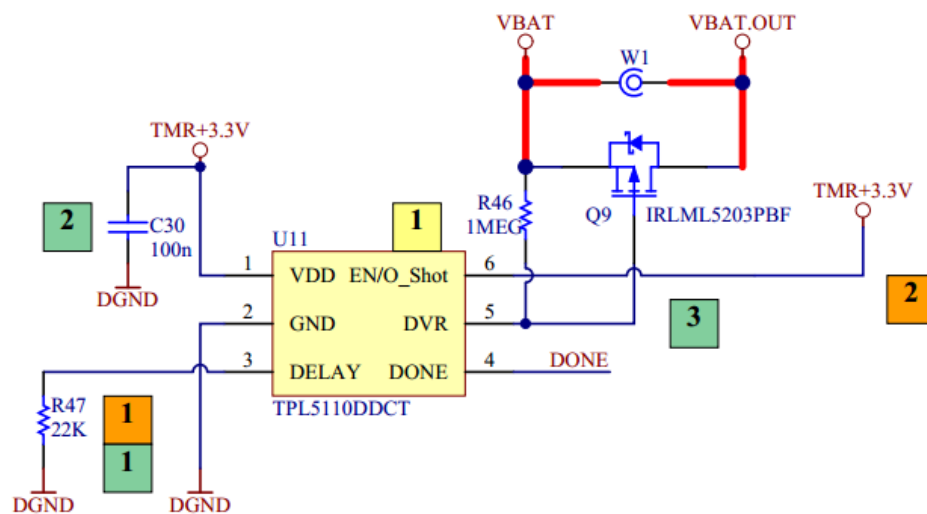 VBAT
VBAT.OUT
W1
TMR+3.3V
2
C30
100n
DGND
1
R46
1MEG
Q9
IRLML5203PBF
TMR+3.3V
U11
1
VDD
EN/O_Shot
6
2
GND
DVR
5
3
2
3
DELAY
DONE
4
DONE
TPL5110DDCT
R47
22K
1
1
DGND
DGND